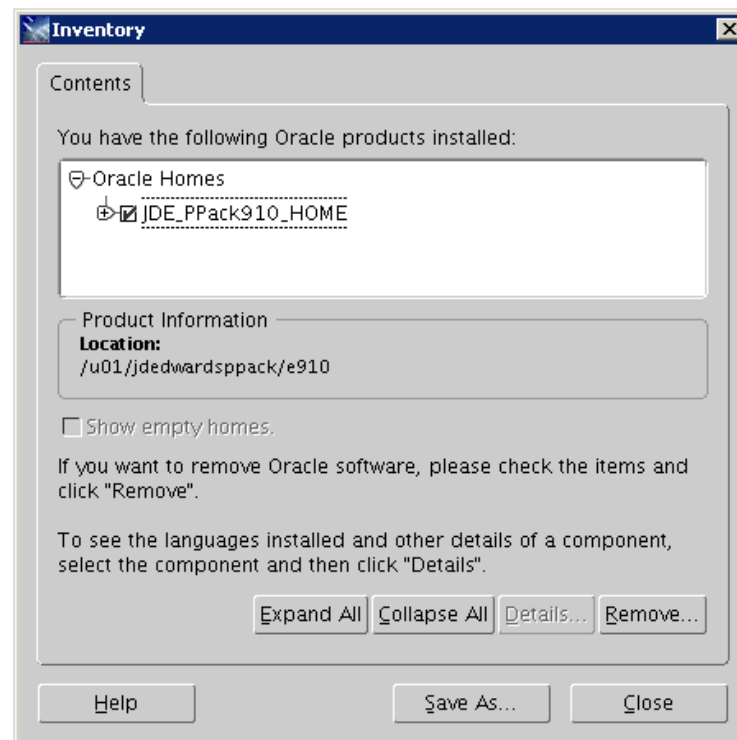 Inventory
Contents
You have the following Oracle products installed:
Oracle Homes
JDE_PPack910_HOME
Product Information
Location:
/u01/jdedwardsppack/e910
Show empty homes.
If you want to remove Oracle software, please check the items and
click "Remove".
To see the languages installed and other details of a component,
select the component and then click "Details".
Expand All Collapse All Details... Remove...
Help Save As... Close